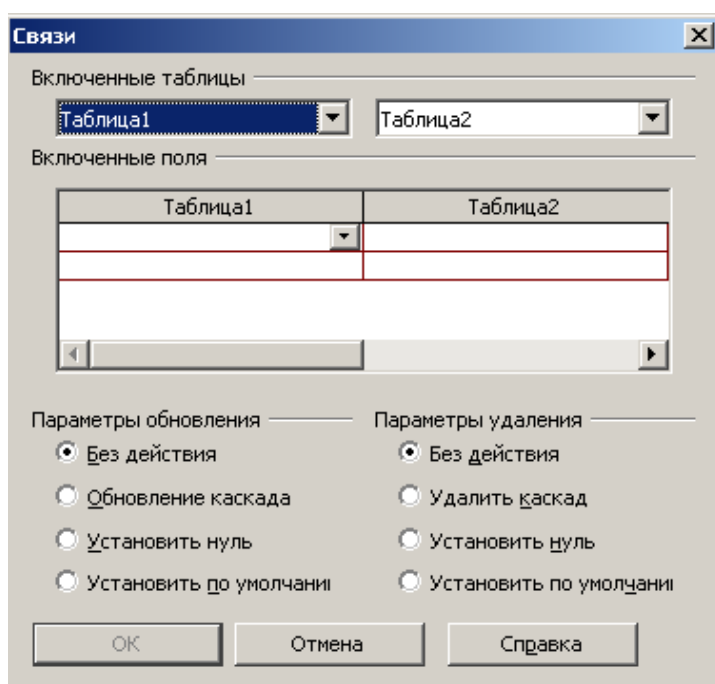 Связи
Включенные таблицы
Таблица1 Таблица2
Включенные поля
Таблица1 Таблица2
Параметры обновления Параметры удаления
Без действия Без действия
Обновление каскада Удалить каскад
Установить нуль Установить нуль
Установить по умолчани Установить по умолчани
ОК Отмена Справка